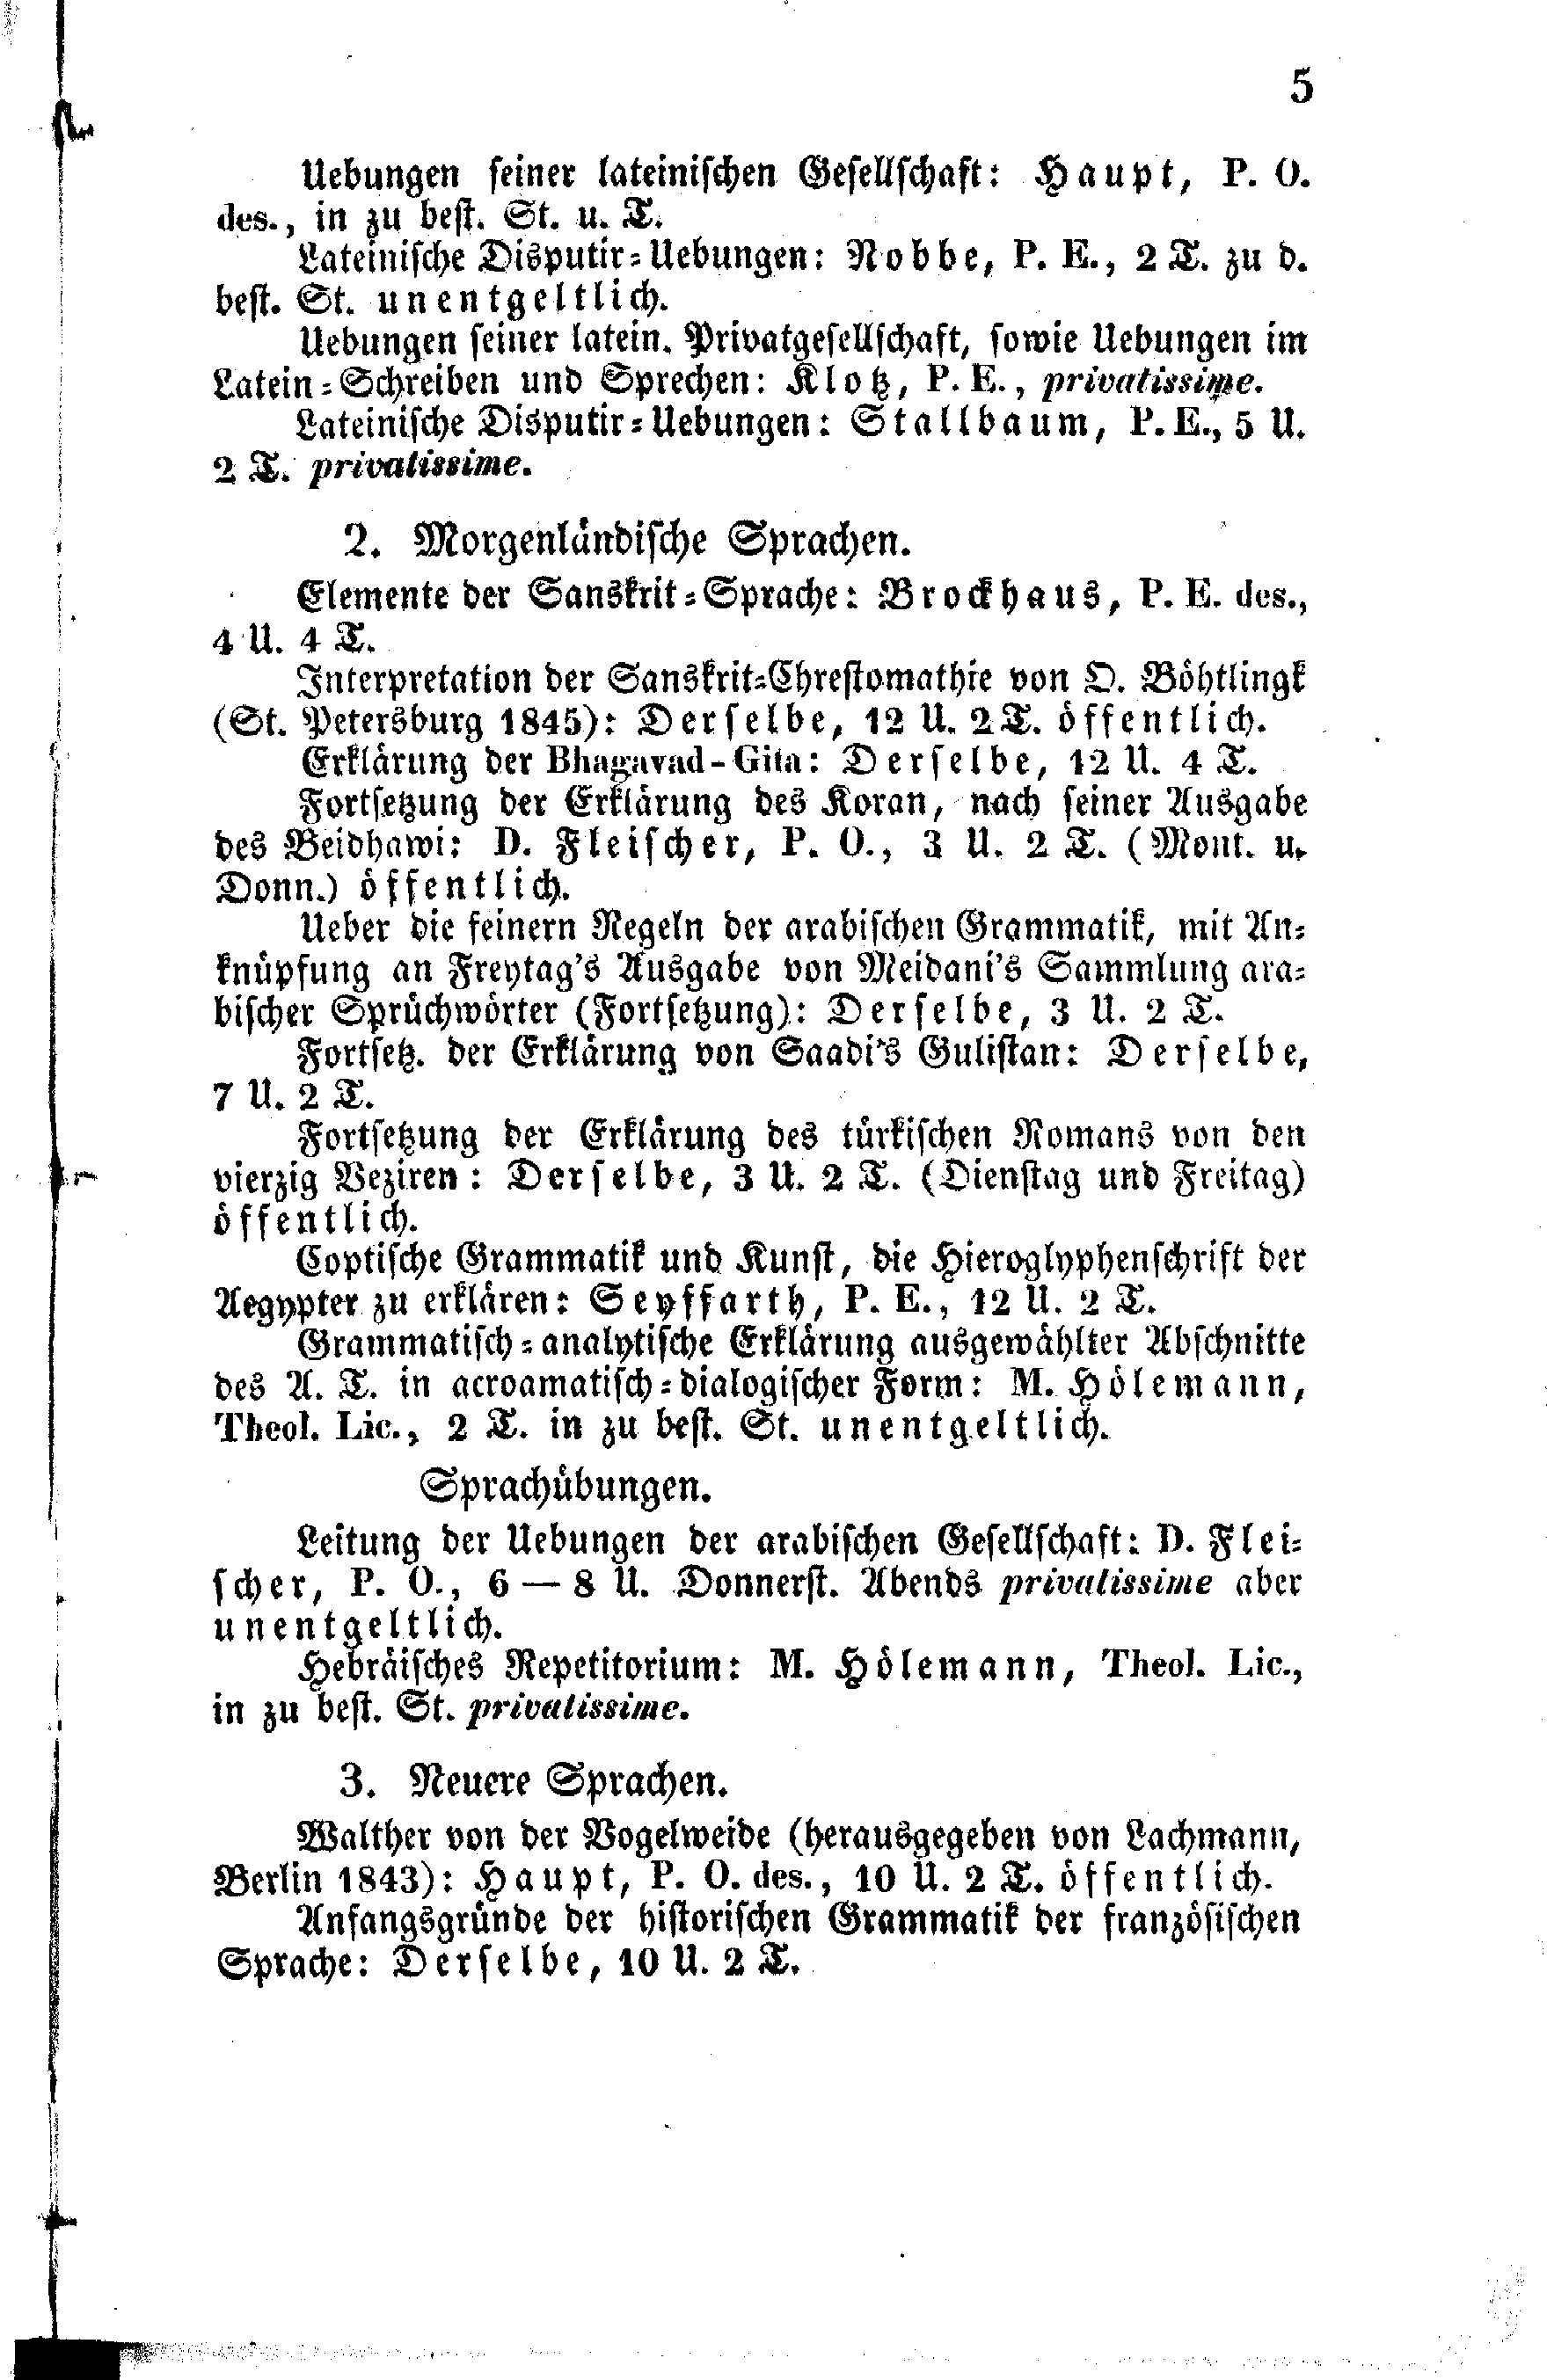 5
Uebungen seiner lateinischen Gesellschaft: Haupt, P. O.
des., in zu best. St. u. T.
Lateinische Disputir-Uebungen: Nobbe, P. E., 2 T. zu d.
best. St. unentgeltlich.
Uebungen seiner latein. Privatgesellschaft, sowie Uebungen im
Latein-Schreiben und Sprechen: Klotz, P. E., privatissime.
Lateinische Disputir-Uebungen: Stallbaum, P. E., 5 U.
2 T. privatissime.
2. Morgenländische Sprachen.
Elemente der Sanskrit-Sprache: Brockhaus, P. E. des.,
4 U. 4 T.
Interpretation der Sanskrit-Chrestomathie von O. Böhtlingk
(St. Petersburg 1845): Derselbe, 12 U. 2 T. öffentlich.
Erklärung der Bhagavad-Gita: Derselbe, 12 U. 4 T.
Fortsetzung der Erklärung des Koran, nach seiner Ausgabe
des Beidhawi: D. Fleischer, P. O., 3 U. 2 T. (Mont. u.
Donn.) öffentlich.
Ueber die feinern Regeln der arabischen Grammatik, mit An-
knüpfung an Freytag's Ausgabe von Meidani's Sammlung ara-
bischer Sprüchwörter (Fortsetzung): Derselbe, 3 U. 2 T.
Fortsetz. der Erklärung von Saadi's Gulistan: Derselbe,
7 U. 2 T.
Fortsetzung der Erklärung des türkischen Romans von den
vierzig Veziren: Derselbe, 3 U. 2 T. (Dienstag und Freitag)
öffentlich.
Coptische Grammatik und Kunst, die Hieroglyphenschrift der
Aegypter zu erklären: Seyffarth, P. E., 12 U. 2 T.
Grammatisch-analytische Erklärung ausgewählter Abschnitte
des A. T. in acroamatisch-dialogischer Form: M. Hölemann,
Theol. Lic., 2 T. in zu best. St. unentgeltlich.
Sprachübungen.
Leitung der Uebungen der arabischen Gesellschaft: D. Flei-
scher, P. O., 6 — 8 U. Donnerst. Abends privatissime aber
unentgeltlich.
Hebräisches Repetitorium: M. Hölemann, Theol. Lic.,
in zu best. St. privatissime.
3. Neuere Sprachen.
Walther von der Vogelweide (herausgegeben von Lachmann,
Berlin 1843): Haupt, P. O. des., 10 U. 2 T. öffentlich.
Anfangsgründe der historischen Grammatik der französischen
Sprache: Derselbe, 10 U. 2 T.